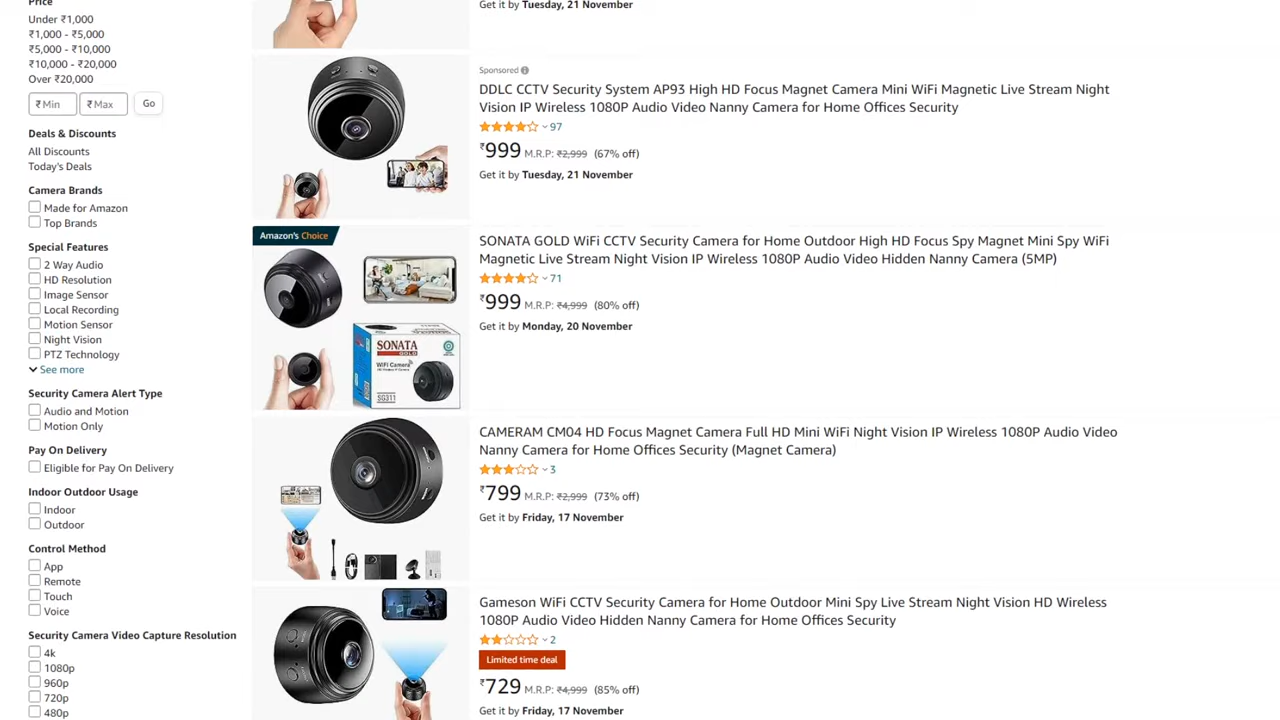 Price
Under ₹1,000
₹1,000 - ₹5,000
₹5,000 - ₹10,000
₹10,000 - ₹20,000
Over ₹20,000
₹ Min ₹ Max Go
Deals & Discounts
All Discounts
Today's Deals
Camera Brands
Made for Amazon
Top Brands
Special Features
2 Way Audio
HD Resolution
Image Sensor
Local Recording
Motion Sensor
Night Vision
PTZ Technology
See more
Security Camera Alert Type
Audio and Motion
Motion Only
Pay On Delivery
Eligible for Pay On Delivery
Indoor Outdoor Usage
Indoor
Outdoor
Control Method
App
Remote
Touch
Voice
Security Camera Video Capture Resolution
4k
1080p
960p
720p
480p
Get it by Tuesday, 21 November
Sponsored
DDLC CCTV Security System AP93 High HD Focus Magnet Camera Mini WiFi Magnetic Live Stream Night
Vision IP Wireless 1080P Audio Video Nanny Camera for Home Offices Security
97
₹999 M.R.P: ₹2,999 (67% off)
Get it by Tuesday, 21 November
Amazon's Choice
SONATA
GOLD
WiFi Camera
SG311
SONATA GOLD WiFi CCTV Security Camera for Home Outdoor High HD Focus Spy Magnet Mini Spy WiFi
Magnetic Live Stream Night Vision IP Wireless 1080P Audio Video Hidden Nanny Camera (5MP)
71
₹999 M.R.P: ₹4,999 (80% off)
Get it by Monday, 20 November
CAMERAM CM04 HD Focus Magnet Camera Full HD Mini WiFi Night Vision IP Wireless 1080P Audio Video
Nanny Camera for Home Offices Security (Magnet Camera)
3
₹799 M.R.P: ₹2,999 (73% off)
Get it by Friday, 17 November
Gameson WiFi CCTV Security Camera for Home Outdoor Mini Spy Live Stream Night Vision HD Wireless
1080P Audio Video Hidden Nanny Camera for Home Offices Security
2
Limited time deal
₹729 M.R.P: ₹4,999 (85% off)
Get it by Friday, 17 November